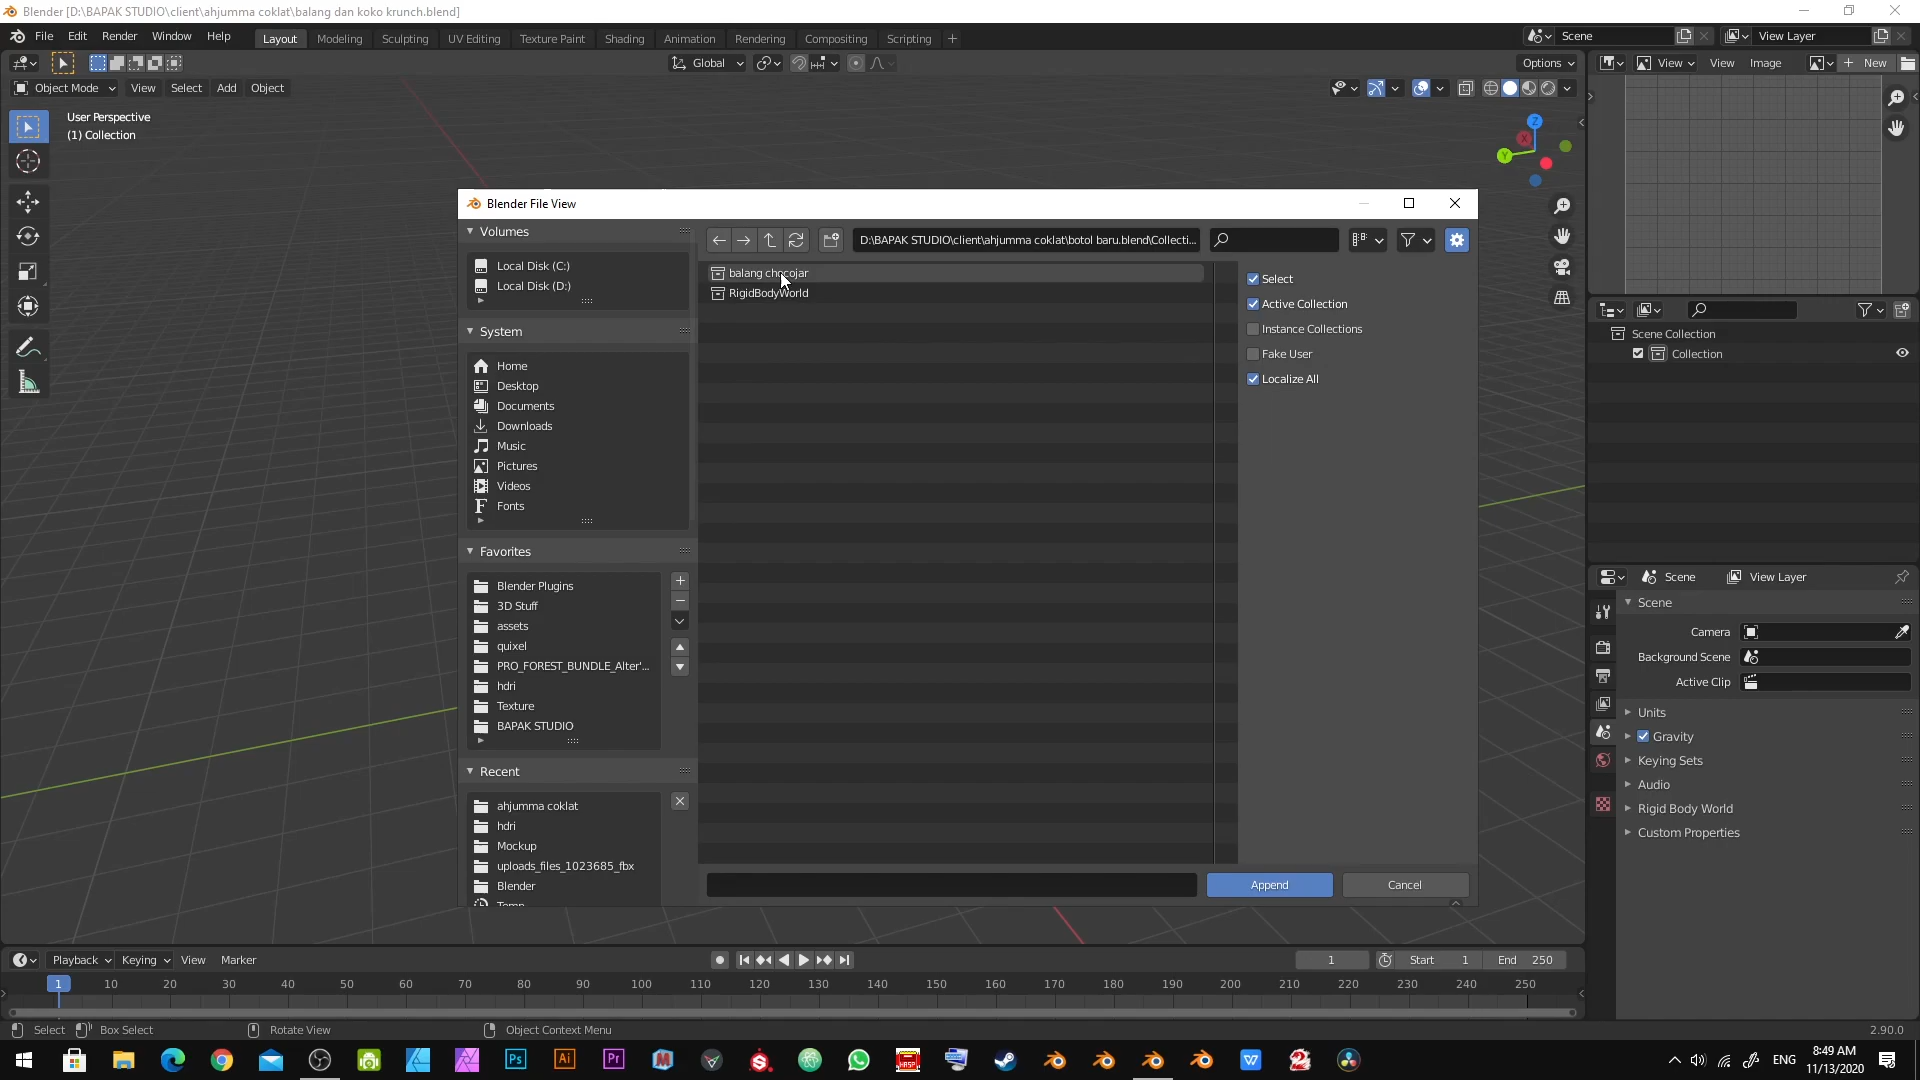 Blender [D:\BAPAK STUDIO\client\ahjumma coklat\balang dan koko krunch.blend]
File Edit Render Window Help
Layout Modeling Sculpting UV Editing Texture Paint Shading Animation Rendering Compositing Scripting
Scene
View Layer
Global
Options
View View Image New
Object Mode View Select Add Object
User Perspective
(1) Collection
Z
X
Y
Blender File View
Volumes
Local Disk (C:)
Local Disk (D:)
D:\BAPAK STUDIO\client\ahjumma coklat\botol baru.blend\Collecti...
balang chocojar
RigidBodyWorld
Select
Active Collection
Instance Collections
Fake User
Localize All
System
Home
Desktop
Documents
Downloads
Music
Pictures
Videos
Fonts
Favorites
Blender Plugins
3D Stuff
assets
quixel
PRO_FOREST_BUNDLE_Alter'...
hdri
Texture
BAPAK STUDIO
Recent
ahjumma coklat
hdri
Mockup
uploads_files_1023685_fbx
Blender
Append
Cancel
Scene Collection
Collection
Scene View Layer
Scene
Camera
Background Scene
Active Clip
Units
Gravity
Keying Sets
Audio
Rigid Body World
Custom Properties
Playback Keying View Marker
1 Start 1 End 250
1 10 20 30 40 50 60 70 80 90 100 110 120 130 140 150 160 170 180 190 200 210 220 230 240 250
Select Box Select Rotate View Object Context Menu
2.90.0
Ps Ai Pr
ENG
8:49 AM
11/13/2020